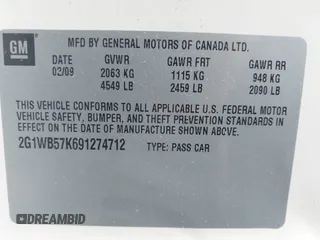 GM
MFD BY GENERAL MOTORS OF CANADA LTD.
DATE GVWR GAWR FRT GAWR RR
02/09 2063 KG 1115 KG 948 KG
4549 LB 2459 LB 2090 LB
THIS VEHICLE CONFORMS TO ALL APPLICABLE U.S. FEDERAL MOTOR
VEHICLE SAFETY, BUMPER, AND THEFT PREVENTION STANDARDS IN
EFFECT ON THE DATE OF MANUFACTURE SHOWN ABOVE.
2G1WB57K691274712 TYPE: PASS CAR
DREAMBID